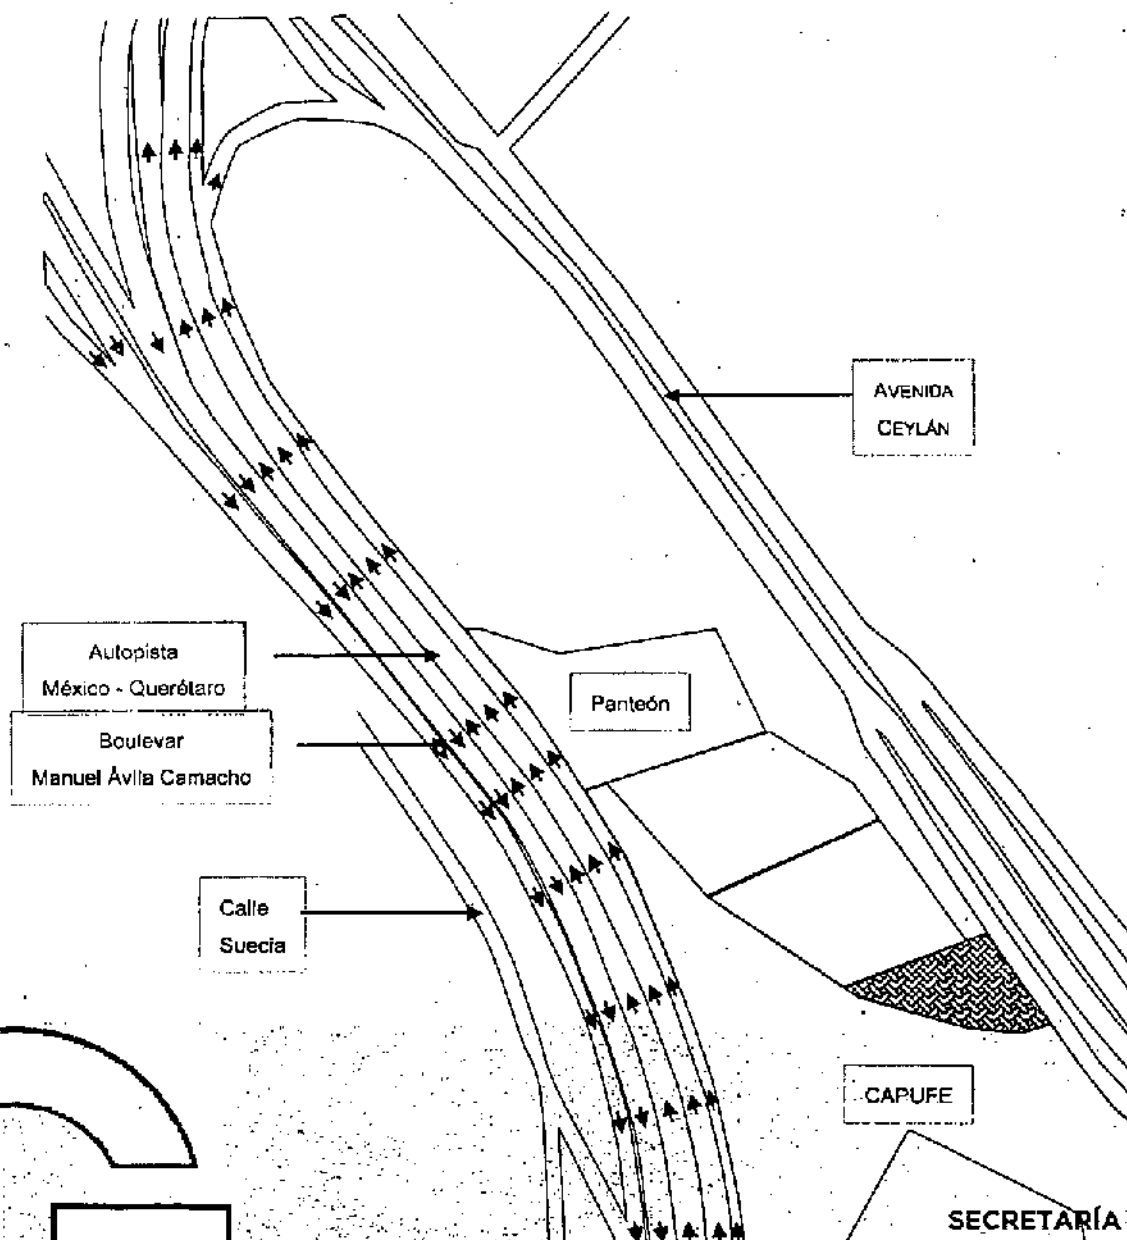 AVENIDA
CEYLÁN
Autopista
México - Querétaro
Panteón
Boulevar
Manuel Ávila Camacho
Calle
Suecia
CAPUFE
SECRETARÍA